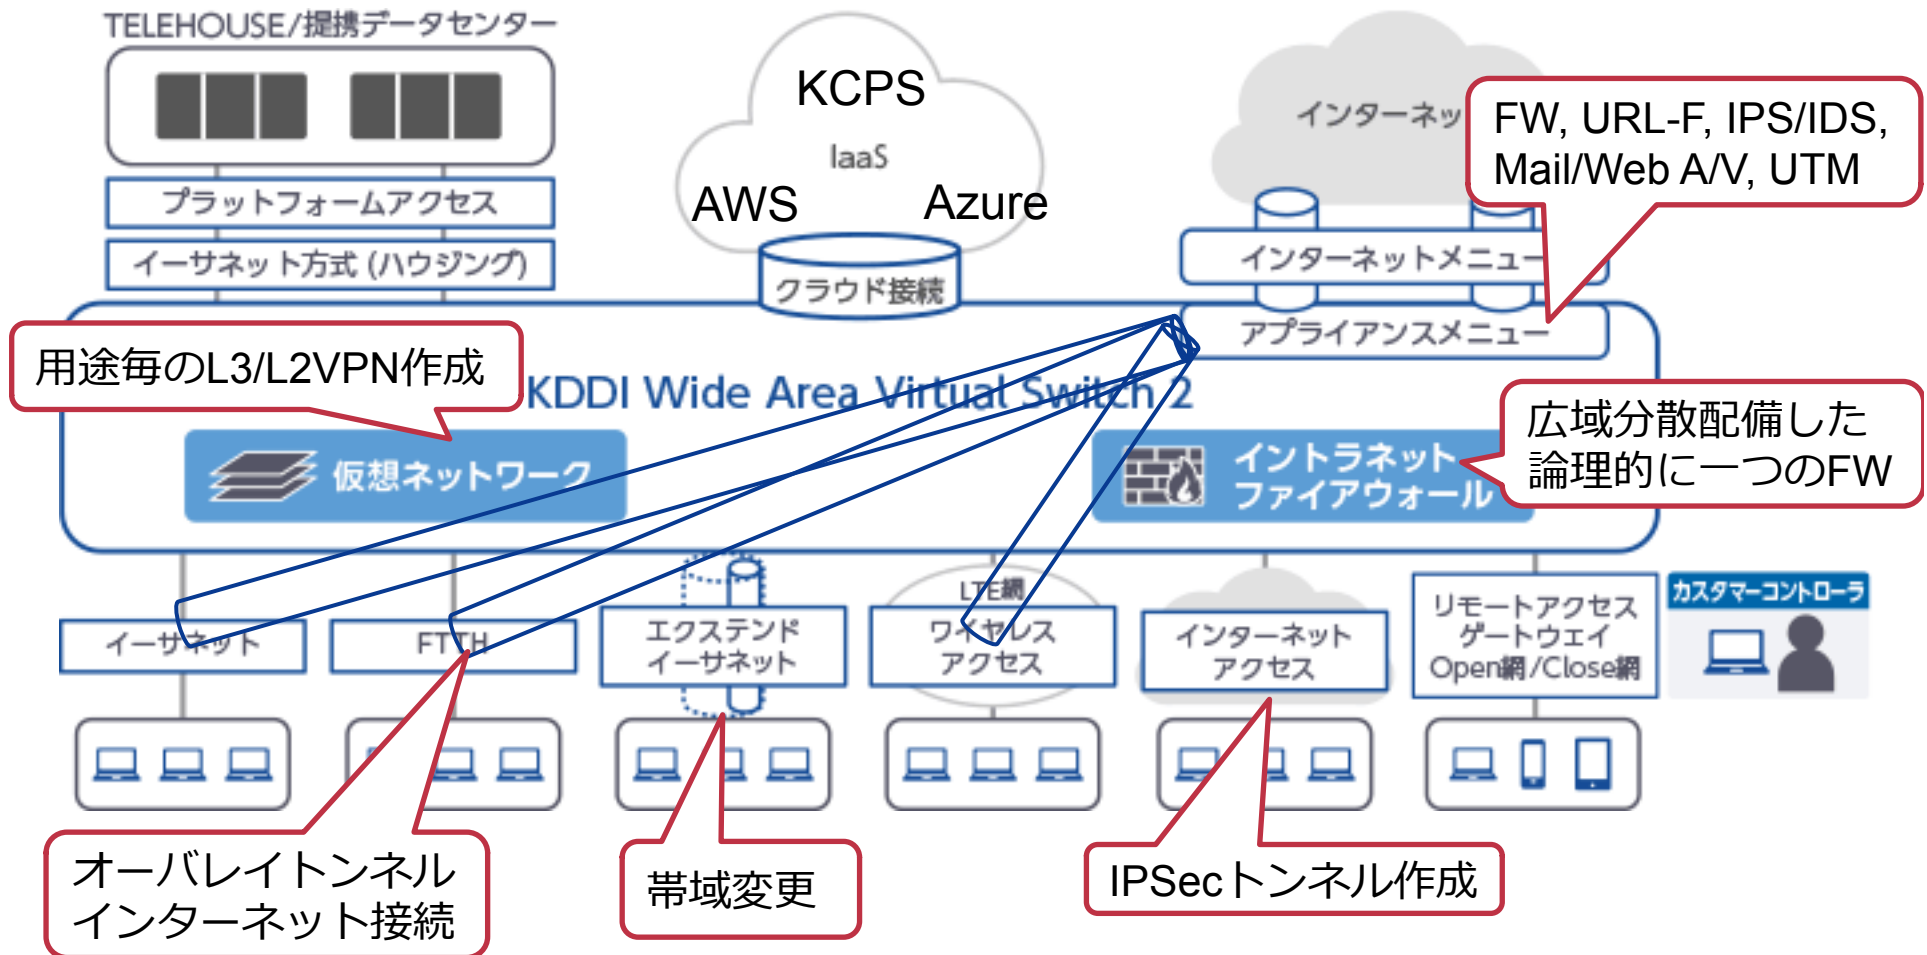 TELEHOUSE/提携データセンター
プラットフォームアクセス
イーサネット方式 (ハウジング)
KCPS
IaaS
AWS
Azure
クラウド接続
インターネッ
FW, URL-F, IPS/IDS,
Mail/Web A/V, UTM
インターネットメニュー
アプライアンスメニュー
用途毎のL3/L2VPN作成
KDDI Wide Area Virtual Switch 2
仮想ネットワーク
イントラネット
ファイアウォール
広域分散配備した
論理的に一つのFW
イーサネット
FTTH
エクステンド
イーサネット
LTE網
ワイヤレス
アクセス
インターネット
アクセス
リモートアクセス
ゲートウェイ
Open網/Close網
カスタマーコントローラ
オーバレイトンネル
インターネット接続
帯域変更
IPSecトンネル作成